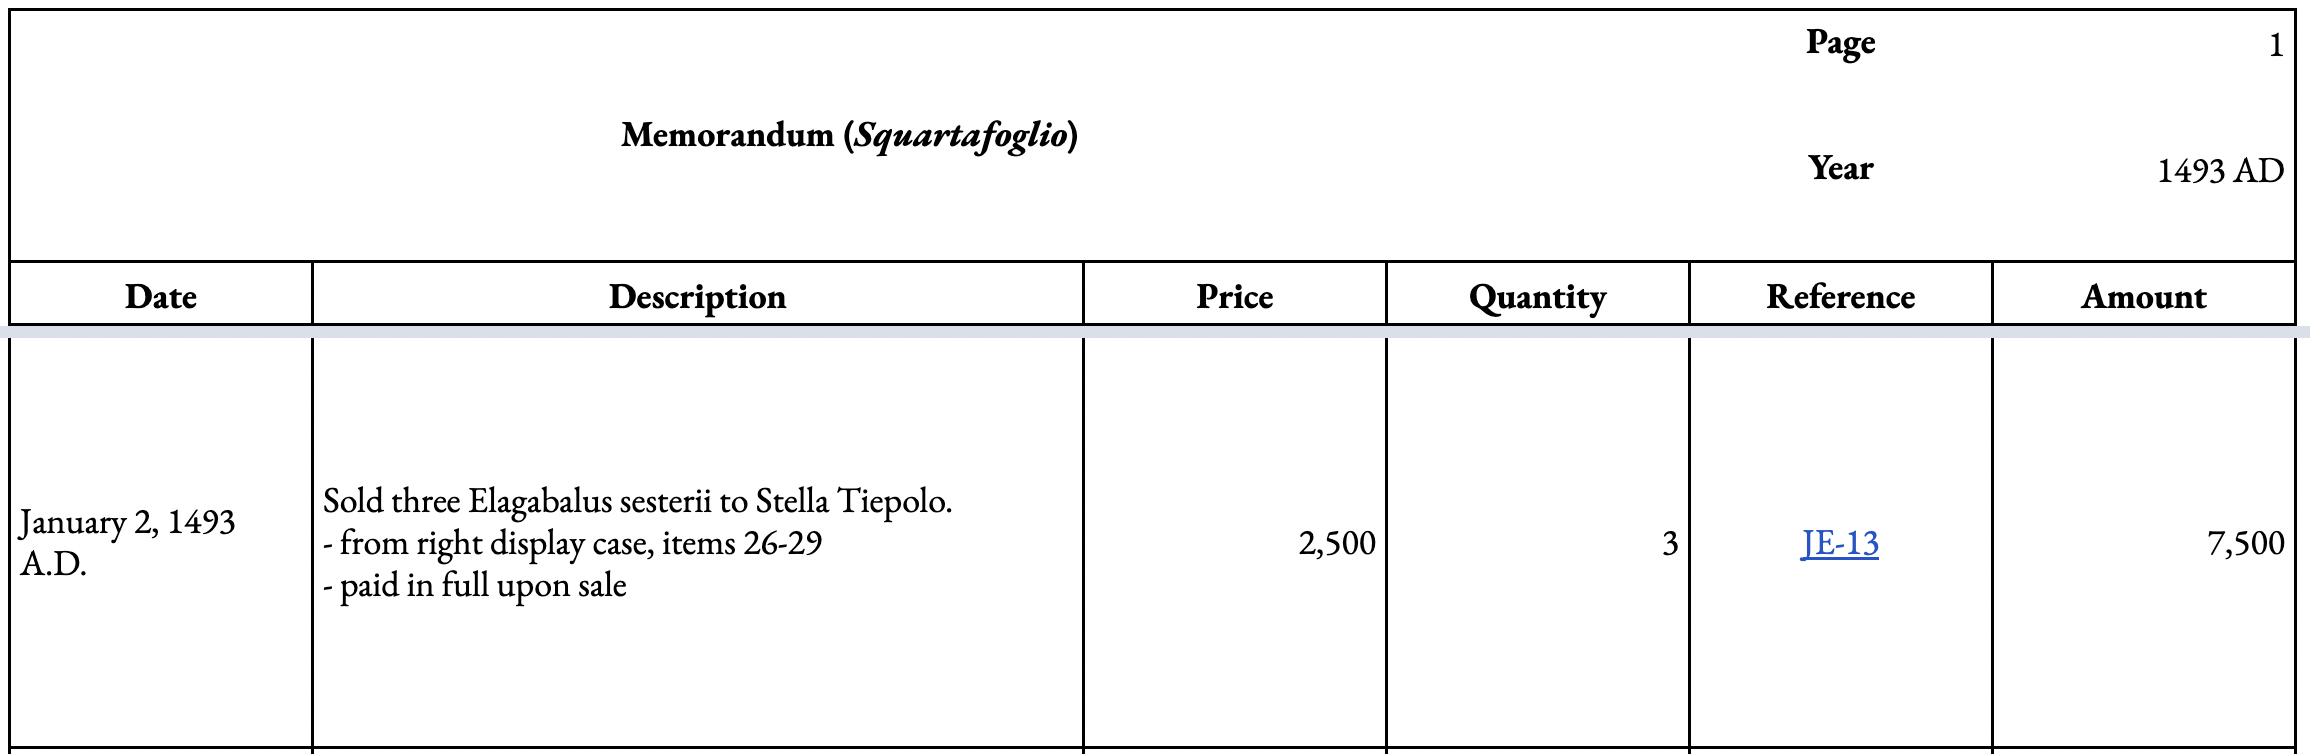 Page 1
Memorandum (Squartafoglio)
Year 1493 AD
Date Description Price Quantity Reference Amount
Sold three Elagabalus sesterii to Stella Tiepolo.
January 2, 1493
A.D.
- from right display case, items 26-29
- paid in full upon sale
2,500 3 JE-13 7,500